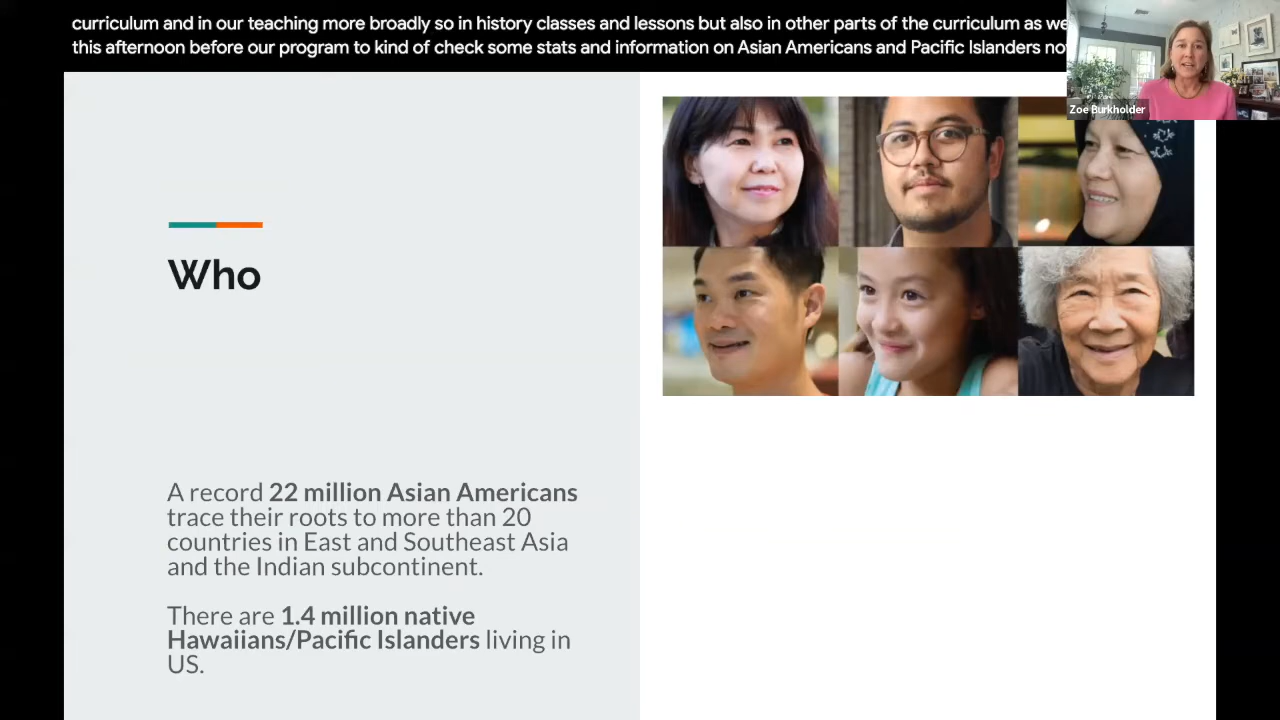 curriculum and in our teaching more broadly so in history classes and lessons but also in other parts of the curriculum as
this afternoon before our program to kind of check some stats and information on Asian Americans and Pacific Islanders
Zoe Burkholder
Who
A record 22 million Asian Americans
trace their roots to more than 20
countries in East and Southeast Asia
and the Indian subcontinent.
There are 1.4 million native
Hawaiians/Pacific Islanders living in
US.